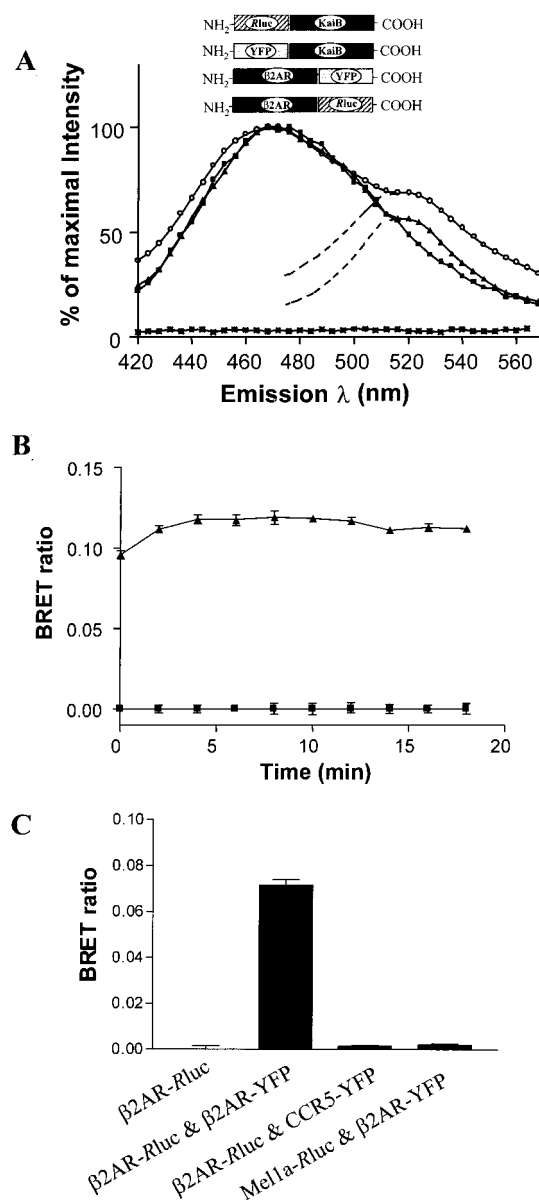 A
NH₂ Rluc KaiB COOH
NH₂ YFP KaiB COOH
NH₂ β2AR YFP COOH
NH₂ β2AR Rluc COOH
% of maximal Intensity
100
50
0
420 440 460 480 500 520 540 560
Emission λ (nm)
B
BRET ratio
0.15
0.10
0.05
0.00
0 5 10 15 20
Time (min)
C
BRET ratio
0.10
0.08
0.06
0.04
0.02
0.00
β2AR-Rluc
β2AR-Rluc & β2AR-YFP
β2AR-Rluc & CCR5-YFP
Mel1a-Rluc & β2AR-YFP